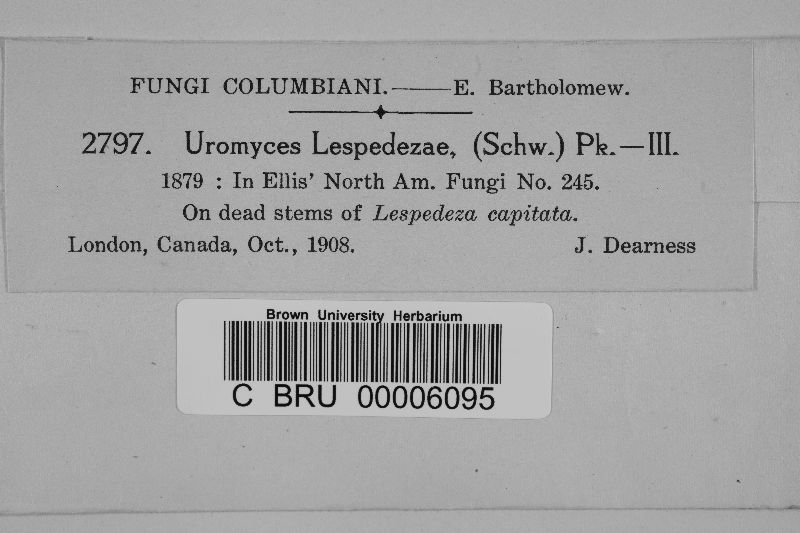 FUNGI COLUMBIANI.——E. Bartholomew.
2797. Uromyces Lespedezae, (Schw.) Pk.—III.
1879 : In Ellis' North Am. Fungi No. 245.
On dead stems of Lespedeza capitata.
London, Canada, Oct., 1908. J. Dearness
Brown University Herbarium
C BRU 00006095